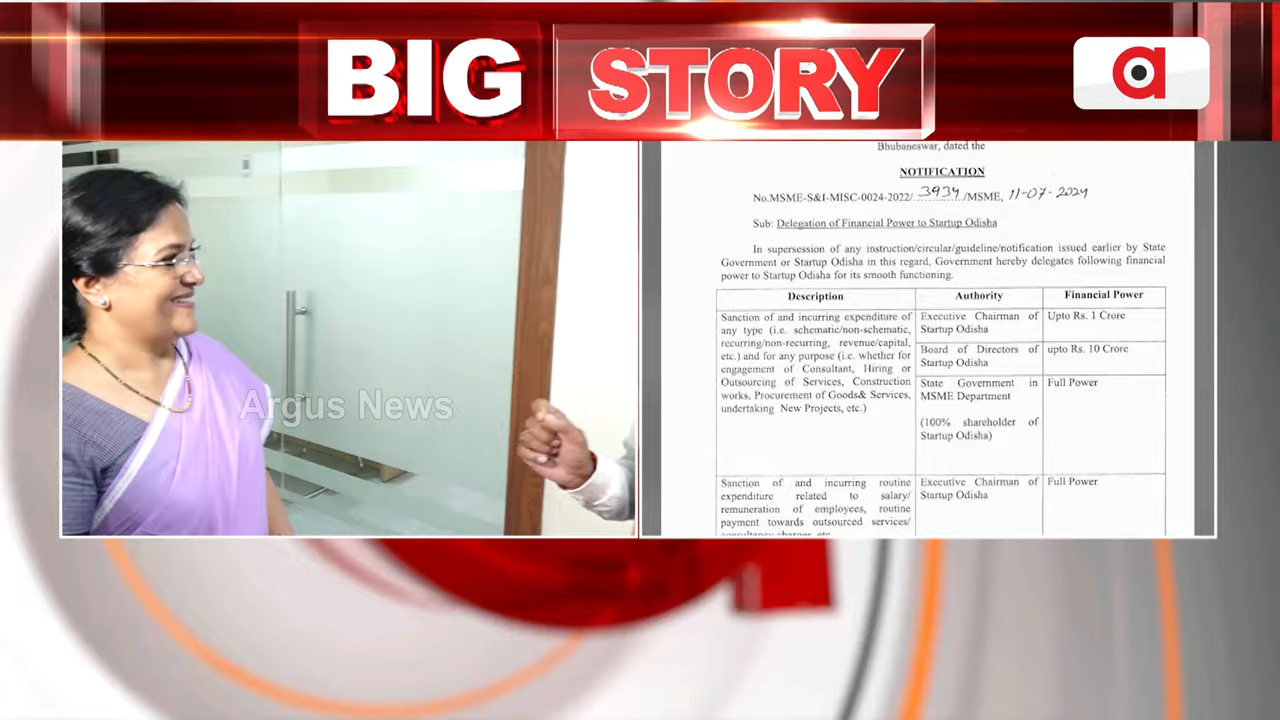 BIG STORY
a
Argus News
Bhubaneswar, dated the
NOTIFICATION
No.MSME-S&I-MISC-0024-2022/ 3934 /MSME, 11-07-2024
Sub: Delegation of Financial Power to Startup Odisha
In supersession of any instruction/circular/guideline/notification issued earlier by State
Government or Startup Odisha in this regard, Government hereby delegates following financial
power to Startup Odisha for its smooth functioning.
Description Authority Financial Power
Sanction of and incurring expenditure of
any type (i.e. schematic/non-schematic,
recurring/non-recurring, revenue/capital,
etc.) and for any purpose (i.e. whether for
engagement of Consultant, Hiring or
Outsourcing of Services, Construction
works, Procurement of Goods& Services,
undertaking New Projects, etc.)
Executive Chairman of
Startup Odisha
Upto Rs. 1 Crore
Board of Directors of
Startup Odisha
upto Rs. 10 Crore
State Government in
MSME Department
(100% shareholder of
Startup Odisha)
Full Power
Sanction of and incurring routine
expenditure related to salary/
remuneration of employees, routine
payment towards outsourced services/
consultancy charges, etc.
Executive Chairman of
Startup Odisha
Full Power